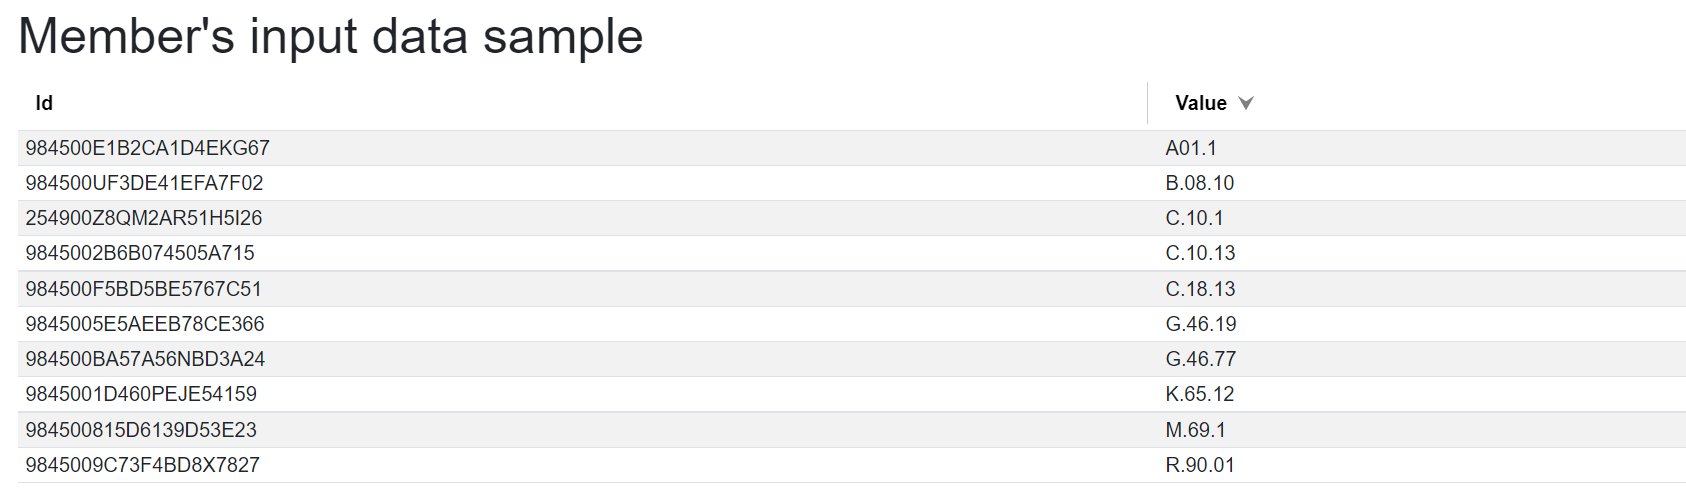 Member's input data sample
Id Value
984500E1B2CA1D4EKG67 A01.1
984500UF3DE41EFA7F02 B.08.10
254900Z8QM2AR51H5I26 C.10.1
9845002B6B074505A715 C.10.13
984500F5BD5BE5767C51 C.18.13
9845005E5AEEB78CE366 G.46.19
984500BA57A56NBD3A24 G.46.77
9845001D460PEJE54159 K.65.12
984500815D6139D53E23 M.69.1
9845009C73F4BD8X7827 R.90.01